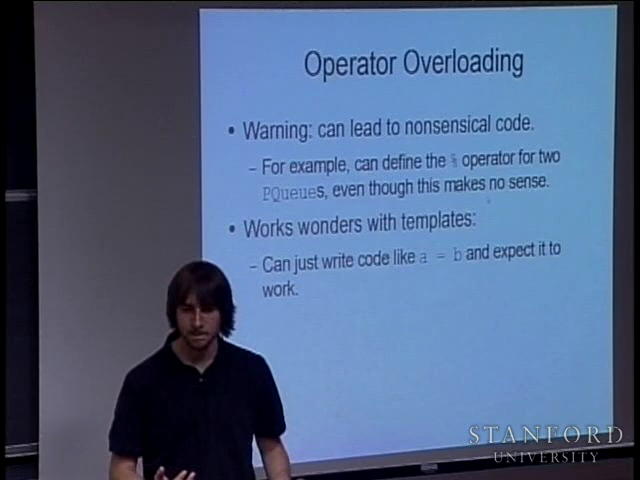 Operator Overloading
• Warning: can lead to nonsensical code.
– For example, can define the % operator for two
PQueues, even though this makes no sense.
• Works wonders with templates:
– Can just write code like a = b and expect it to
work.
STANFORD
UNIVERSITY